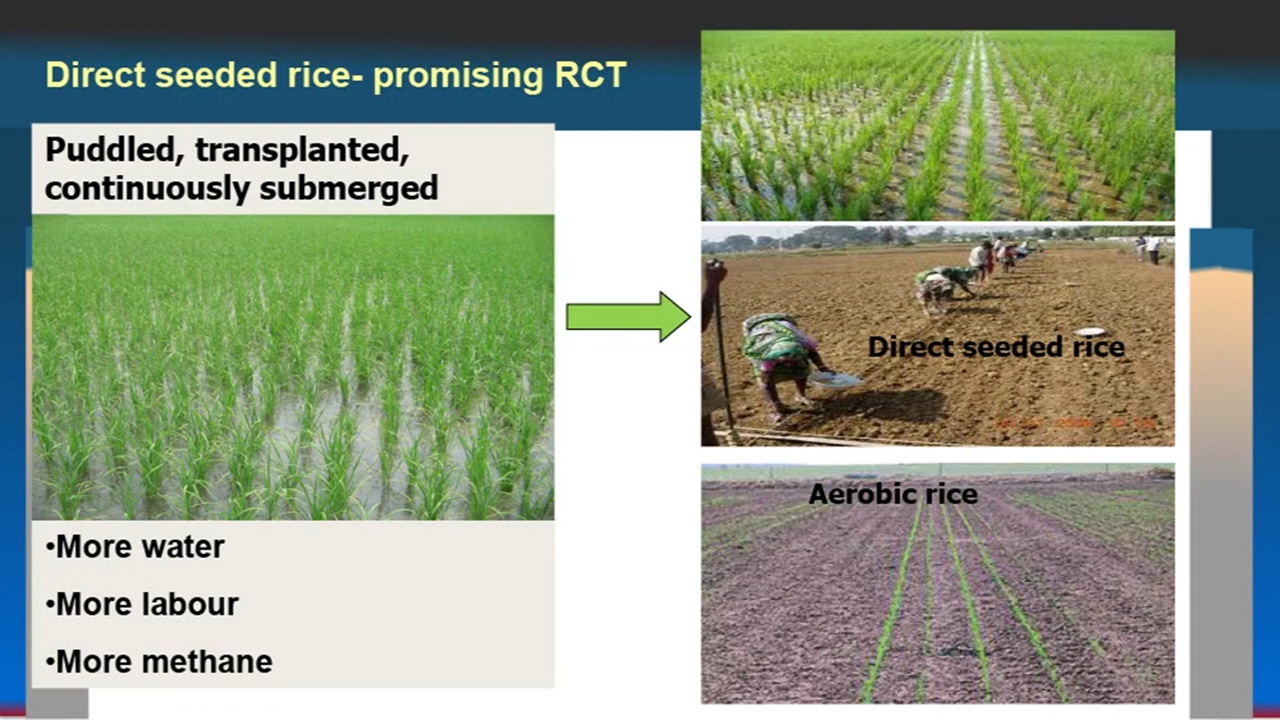 Direct seeded rice- promising RCT
Puddled, transplanted,
continuously submerged
•More water
•More labour
•More methane
Direct seeded rice
Aerobic rice